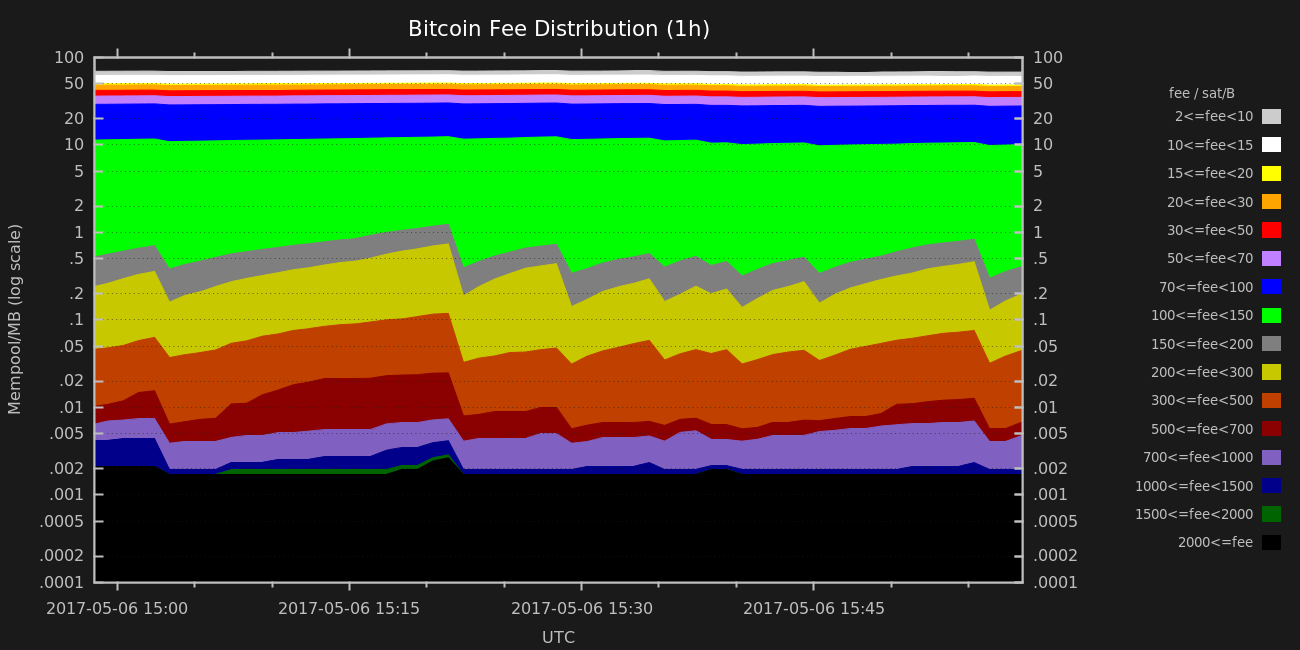 Bitcoin Fee Distribution (1h)
fee / sat/B
2<=fee<10
10<=fee<15
15<=fee<20
20<=fee<30
30<=fee<50
50<=fee<70
70<=fee<100
100<=fee<150
150<=fee<200
200<=fee<300
300<=fee<500
500<=fee<700
700<=fee<1000
1000<=fee<1500
1500<=fee<2000
2000<=fee
Mempool/MB (log scale)
100 100
50 50
20 20
10 10
5 5
2 2
1 1
.5 .5
.2 .2
.1 .1
.05 .05
.02 .02
.01 .01
.005 .005
.002 .002
.001 .001
.0005 .0005
.0002 .0002
.0001 .0001
2017-05-06 15:00 2017-05-06 15:15 2017-05-06 15:30 2017-05-06 15:45
UTC